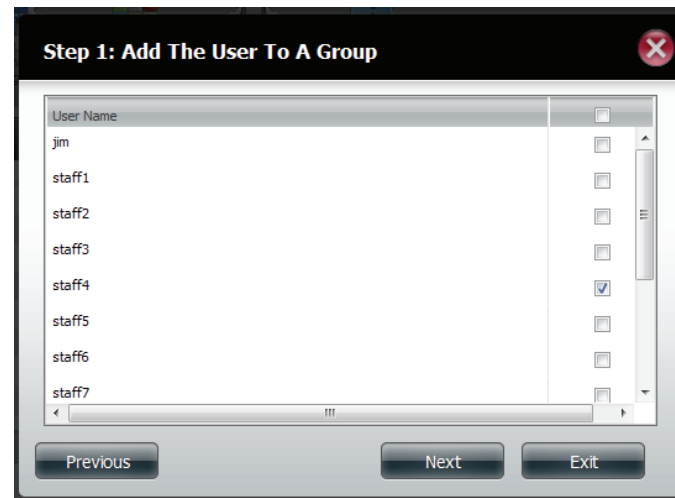 Step 1: Add The User To A Group
User Name
jim
staff1
staff2
staff3
staff4
staff5
staff6
staff7
Previous
Next
Exit